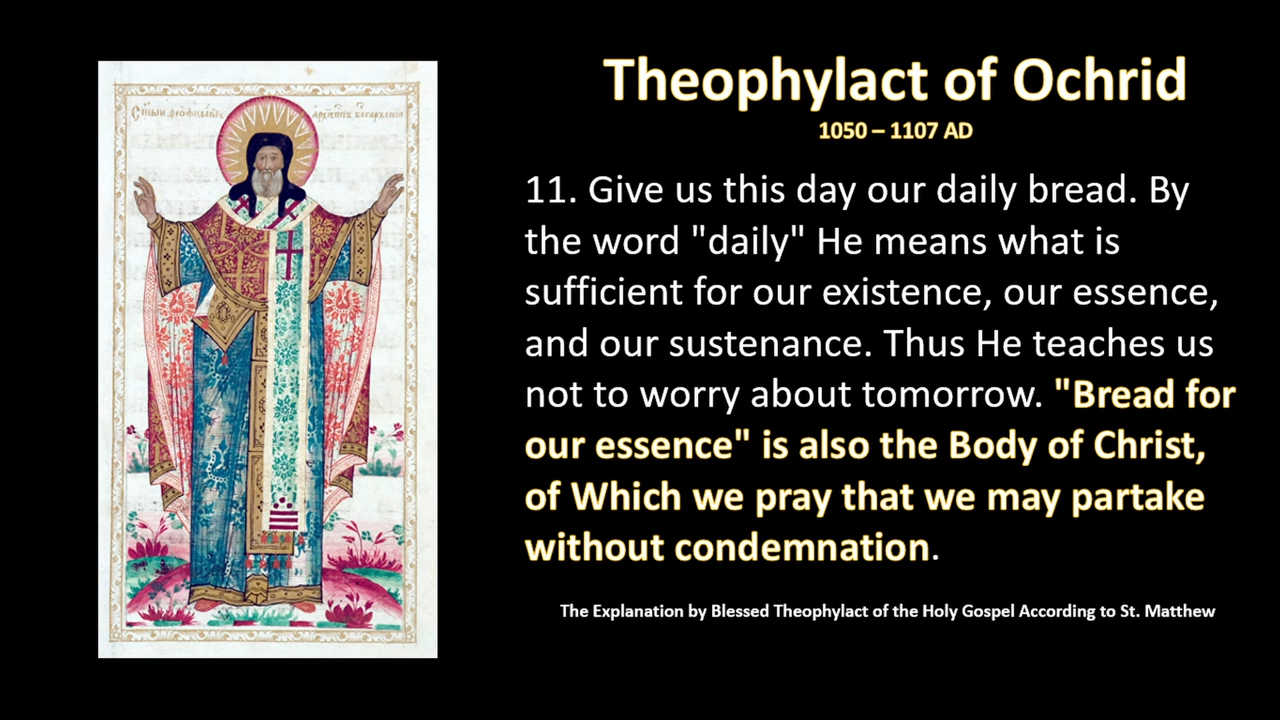 Theophylact of Ochrid
1050 – 1107 AD
11. Give us this day our daily bread. By
the word "daily" He means what is
sufficient for our existence, our essence,
and our sustenance. Thus He teaches us
not to worry about tomorrow. "Bread for
our essence" is also the Body of Christ,
of Which we pray that we may partake
without condemnation.
The Explanation by Blessed Theophylact of the Holy Gospel According to St. Matthew